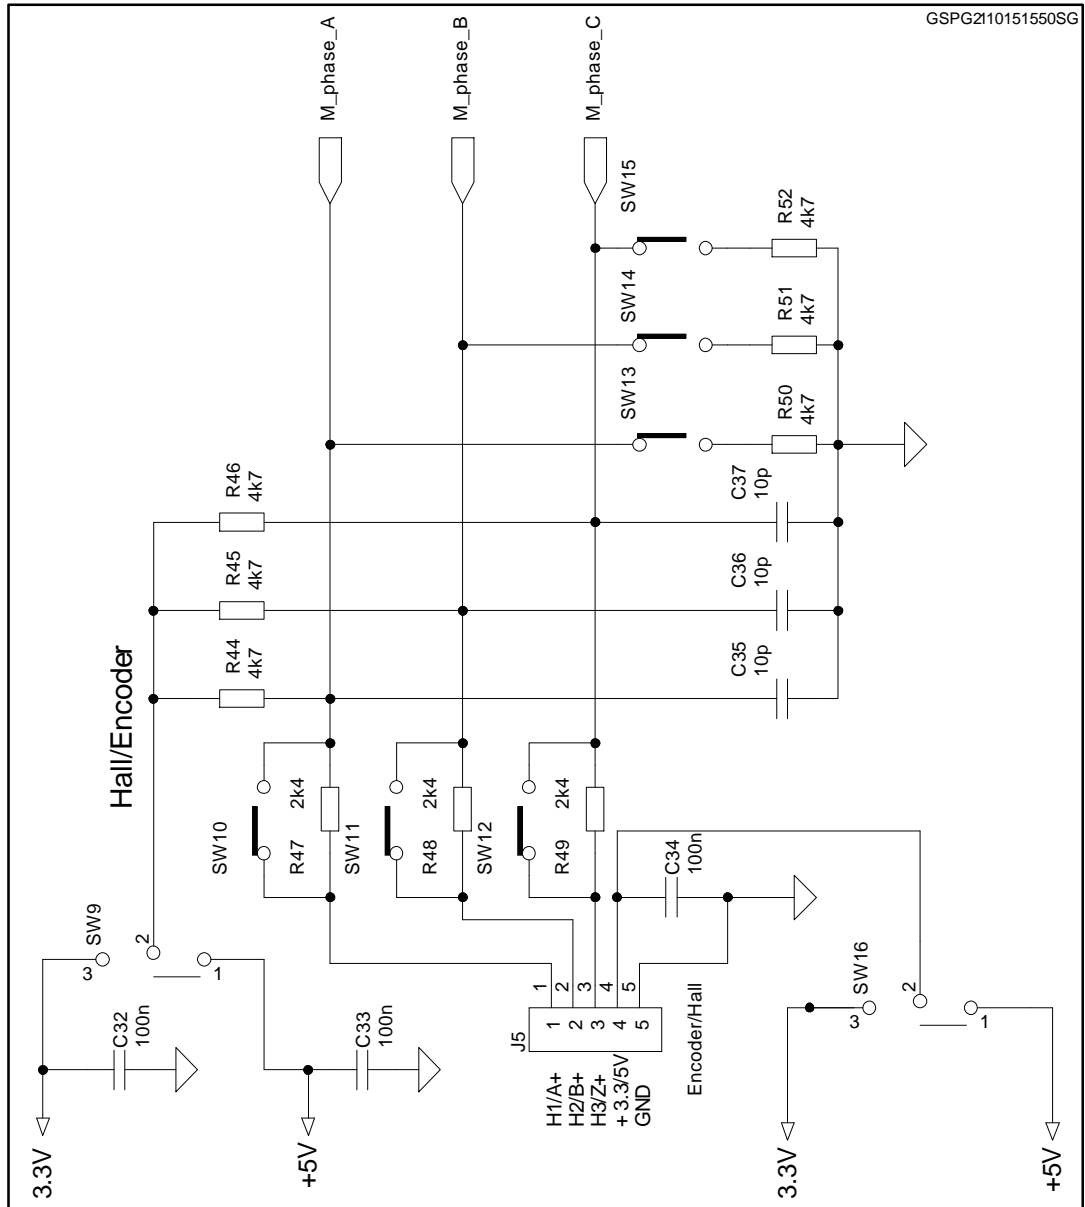 GSPG2110151550SG
M_phase_A
M_phase_B
M_phase_C
SW15
R52
4k7
SW14
R51
4k7
SW13
R50
4k7
R46
4k7
C37
10p
R45
4k7
C36
10p
R44
4k7
C35
10p
Hall/Encoder
SW10
R47
2k4
SW11
R48
2k4
SW12
R49
2k4
C34
100n
SW9
3
2
1
C32
100n
C33
100n
3.3V
+5V
J5
1
2
3
4
5
1
2
3
4
5
H1/A+
H2/B+
H3/Z+
+3.3/5V
GND
Encoder/Hall
SW16
3
2
1
3.3V
+5V